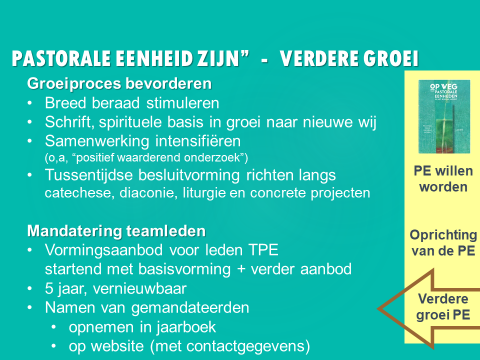 PASTORALE EENHEID ZIJN” - VERDERE GROEI
Groeiproces bevorderen
• Breed beraad stimuleren
• Schrift, spirituele basis in groei naar nieuwe wij
• Samenwerking intensifiëren
(o,a, “positief waarderend onderzoek”)
• Tussentijdse besluitvorming richten langs
catechese, diaconie, liturgie en concrete projecten
Mandatering teamleden
• Vormingsaanbod voor leden TPE
startend met basisvorming + verder aanbod
• 5 jaar, vernieuwbaar
• Namen van gemandateerden
• opnemen in jaarboek
• op website (met contactgegevens)
OP WEG
PASTORALE
EENHEDEN
PE willen
worden
Oprichting
van de PE
Verdere
groei PE